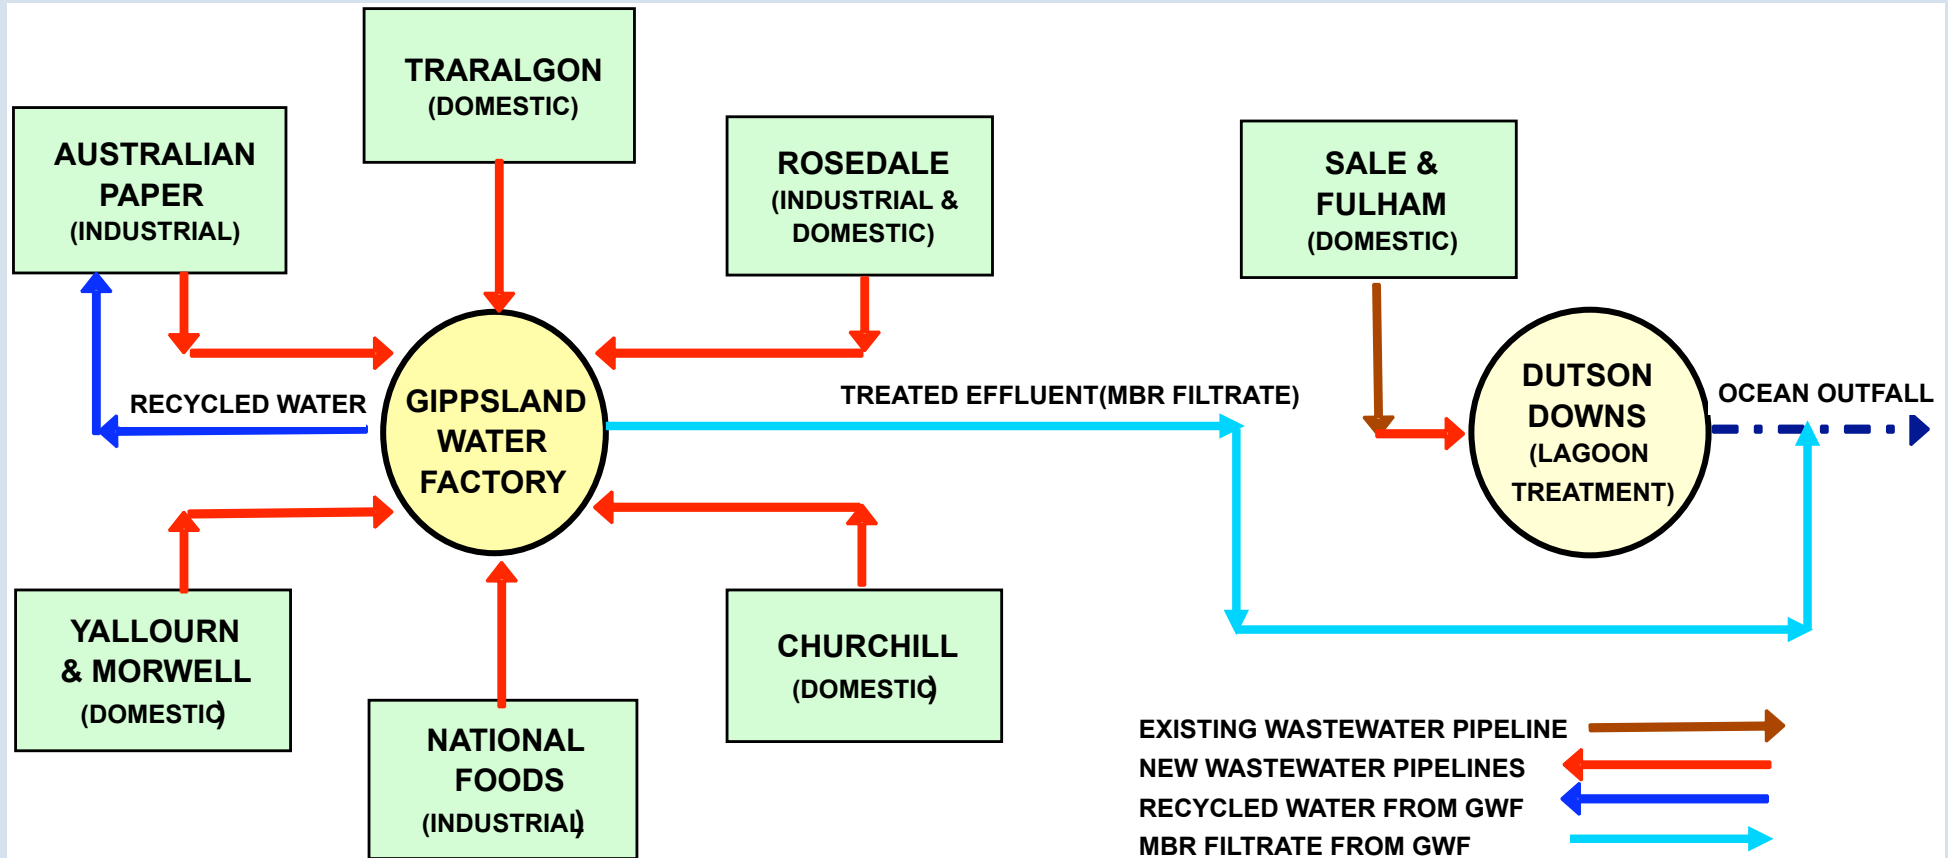 TRARALGON
(DOMESTIC)
AUSTRALIAN
PAPER
(INDUSTRIAL)
ROSEDALE
(INDUSTRIAL &
DOMESTIC)
SALE &
FULHAM
(DOMESTIC)
RECYCLED WATER
GIPPSLAND
WATER
FACTORY
TREATED EFFLUENT(MBR FILTRATE)
DUTSON
DOWNS
(LAGOON
TREATMENT)
OCEAN OUTFALL
YALLOURN
& MORWELL
(DOMESTIC)
NATIONAL
FOODS
(INDUSTRIAL)
CHURCHILL
(DOMESTIC)
EXISTING WASTEWATER PIPELINE
NEW WASTEWATER PIPELINES
RECYCLED WATER FROM GWF
MBR FILTRATE FROM GWF